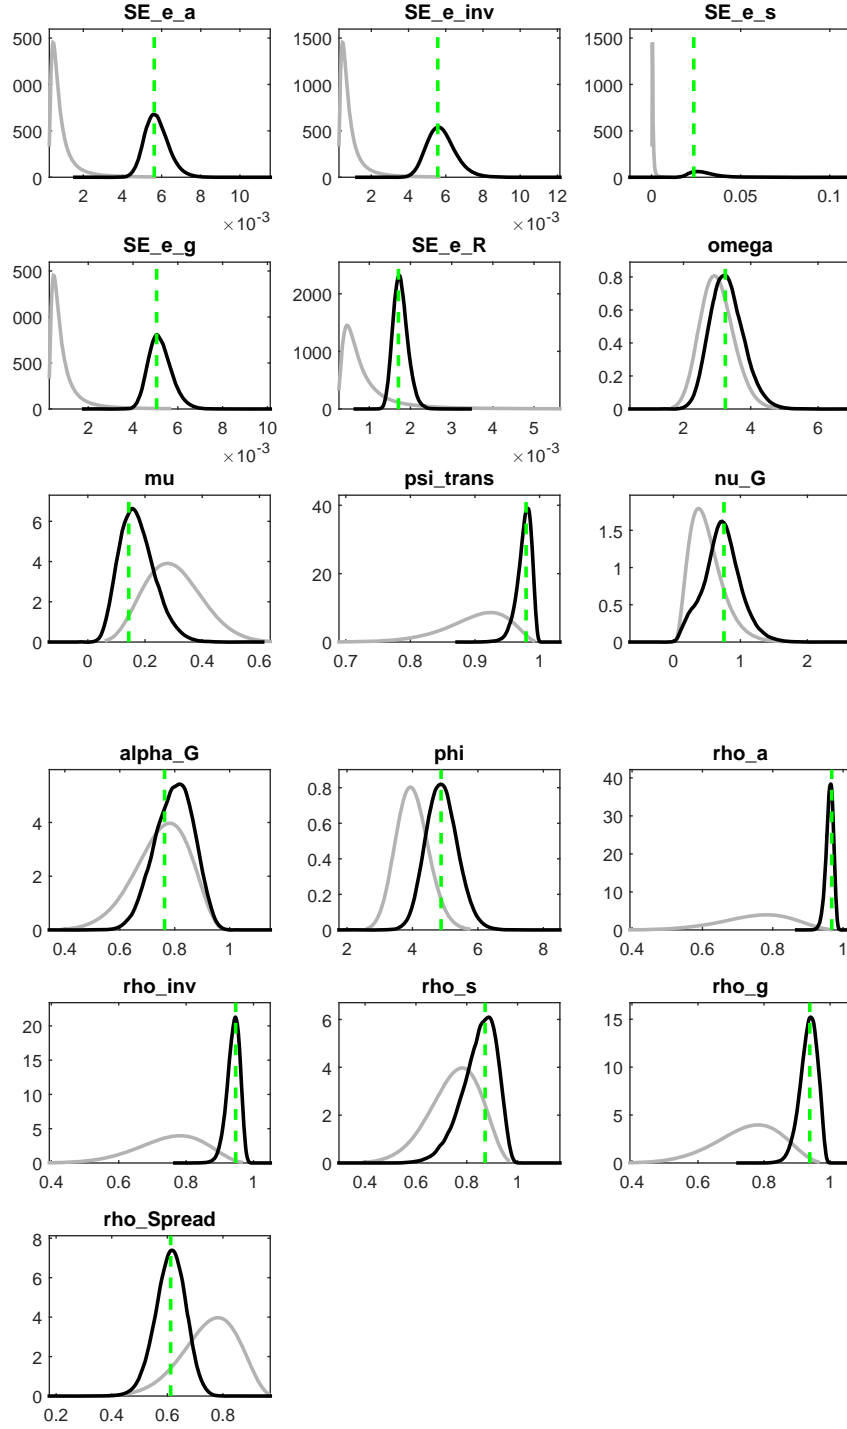 SE_e_a
500
000
500
0
2 4 6 8 10
×10-3
SE_e_inv
1500
1000
500
0
2 4 6 8 10 12
×10-3
SE_e_s
1500
1000
500
0
0 0.05 0.1
SE_e_g
500
000
500
0
2 4 6 8 10
×10-3
SE_e_R
2000
1000
0
1 2 3 4 5
×10-3
omega
0.8
0.6
0.4
0.2
0
2 4 6
mu
6
4
2
0
0 0.2 0.4 0.6
psi_trans
40
20
0
0.7 0.8 0.9 1
nu_G
1.5
1
0.5
0
0 1 2
alpha_G
4
2
0
0.4 0.6 0.8 1
phi
0.8
0.6
0.4
0.2
0
2 4 6 8
rho_a
40
30
20
10
0
0.4 0.6 0.8 1
rho_inv
20
15
10
5
0
0.4 0.6 0.8 1
rho_s
6
4
2
0
0.4 0.6 0.8 1
rho_g
15
10
5
0
0.4 0.6 0.8 1
rho_Spread
8
6
4
2
0
0.2 0.4 0.6 0.8